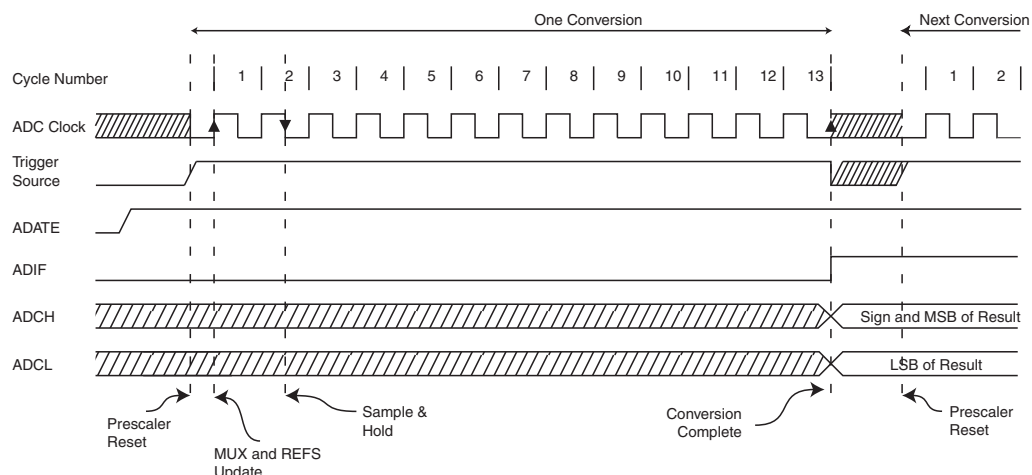 One Conversion
Next Conversion
Cycle Number
1 2 3 4 5 6 7 8 9 10 11 12 13 1 2
ADC Clock
Trigger
Source
ADATE
ADIF
ADCH
Sign and MSB of Result
ADCL
LSB of Result
Prescaler
Reset
MUX and REFS
Update
Sample &
Hold
Conversion
Complete
Prescaler
Reset